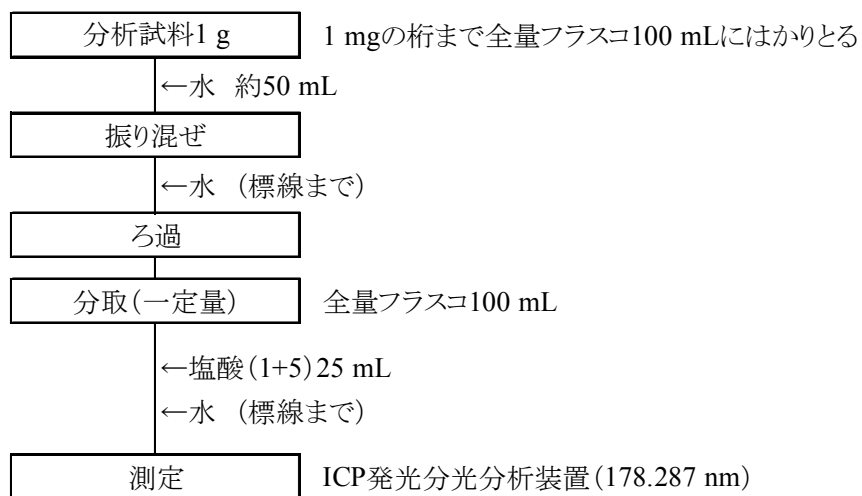 分析試料1 g 1 mgの桁まで全量フラスコ100 mLにはかりとる
←水 約50 mL
振り混ぜ
←水 (標線まで)
ろ過
分取(一定量) 全量フラスコ100 mL
←塩酸(1+5)25 mL
←水 (標線まで)
測定 ICP発光分光分析装置(178.287 nm)